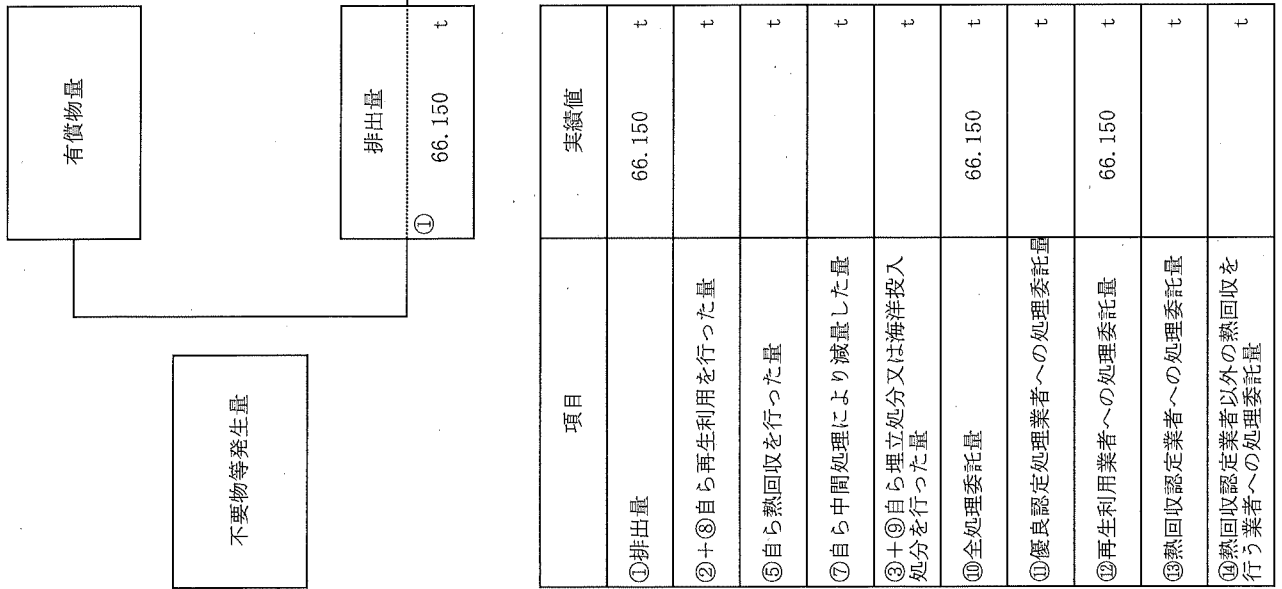 不要物等発生量
有償物量
排出量
① 66.150 t
項目 実績値
①排出量 66.150 t
②+⑧自ら再生利用を行った量 t
⑤自ら熱回収を行った量 t
⑦自ら中間処理により減量した量 t
③+⑨自ら埋立処分又は海洋投入
処分を行った量 t
⑩全処理委託量 66.150 t
⑪優良認定処理業者への処理委託量 t
⑫再生利用業者への処理委託量 66.150 t
⑬熱回収認定業者への処理委託量 t
⑭熱回収認定業者以外の熱回収を
行う業者への処理委託量 t